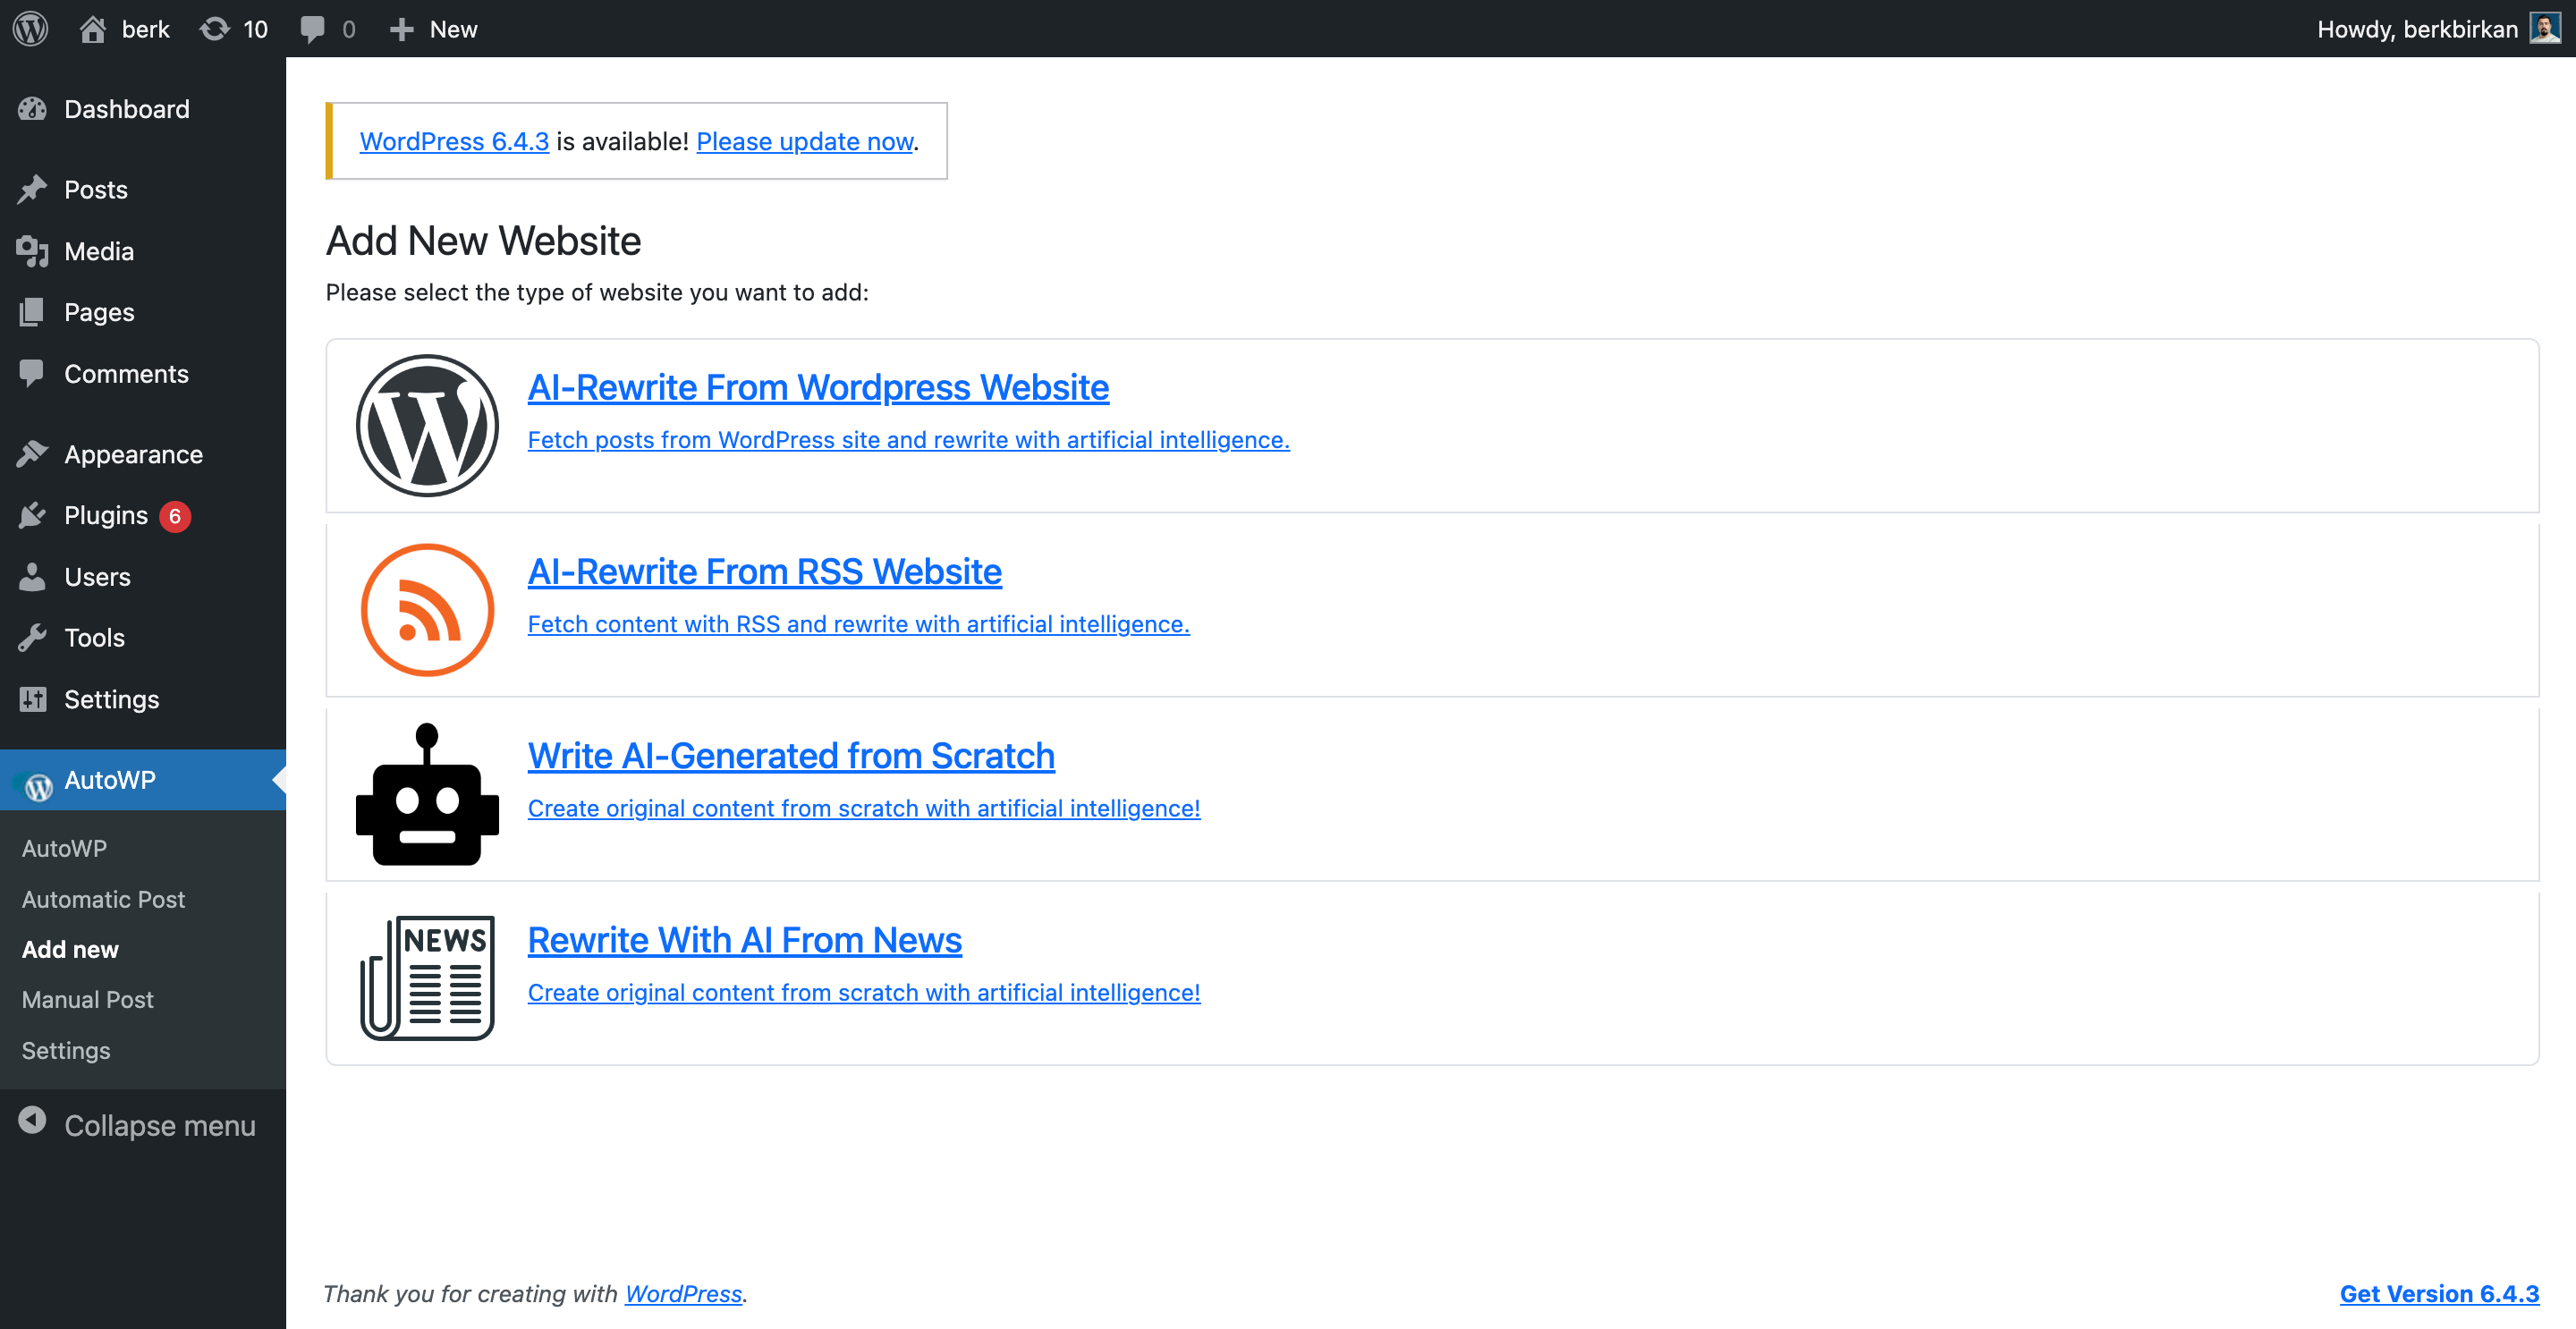 berk 10 0 New Howdy, berkbirkan
Dashboard
Posts
Media
Pages
Comments
Appearance
Plugins 6
Users
Tools
Settings
AutoWP
AutoWP
Automatic Post
Add new
Manual Post
Settings
Collapse menu
WordPress 6.4.3 is available! Please update now.
Add New Website
Please select the type of website you want to add:
AI-Rewrite From Wordpress Website
Fetch posts from WordPress site and rewrite with artificial intelligence.
AI-Rewrite From RSS Website
Fetch content with RSS and rewrite with artificial intelligence.
Write AI-Generated from Scratch
Create original content from scratch with artificial intelligence!
NEWS
Rewrite With AI From News
Create original content from scratch with artificial intelligence!
Thank you for creating with WordPress.
Get Version 6.4.3